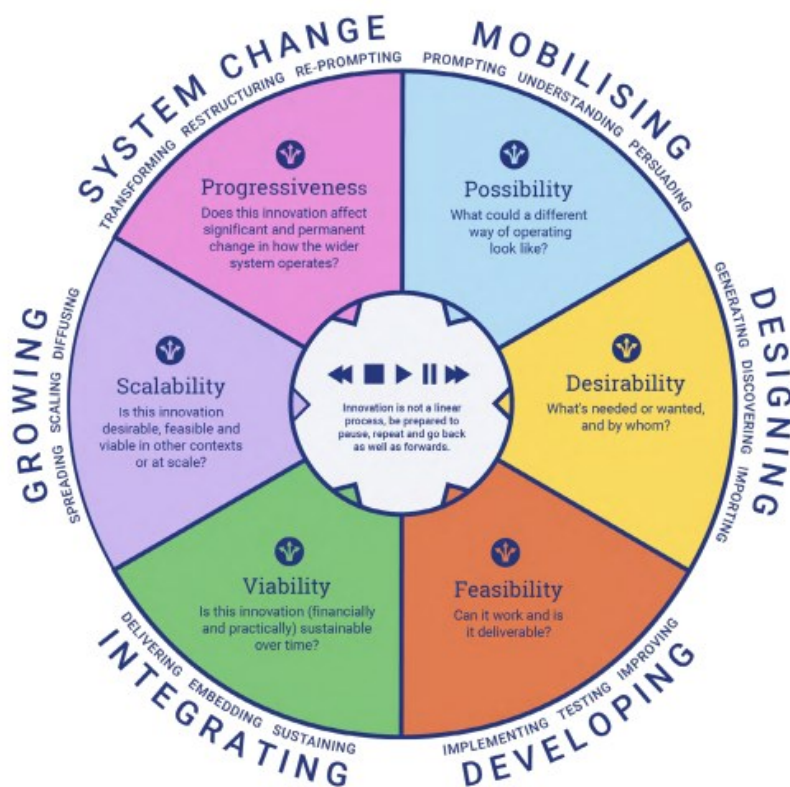 MOBILISING
PROMPTING UNDERSTANDING PERSUADING
Possibility
What could a different
way of operating
look like?
DESIGNING
GENERATING DISCOVERING IMPORTING
Desirability
What's needed or wanted,
and by whom?
DEVELOPING
IMPLEMENTING TESTING IMPROVING
Feasibility
Can it work and is
it deliverable?
INTEGRATING
DELIVERING EMBEDDING SUSTAINING
Viability
Is this innovation (financially
and practically) sustainable
over time?
GROWING
SPREADING SCALING DIFFUSING
Scalability
Is this innovation
desirable, feasible and
viable in other contexts
or at scale?
SYSTEM CHANGE
TRANSFORMING RESTRUCTURING RE-PROMPTING
Progressiveness
Does this innovation affect
significant and permanent
change in how the wider
system operates?
Innovation is not a linear
process, be prepared to
pause, repeat and go back
as well as forwards.